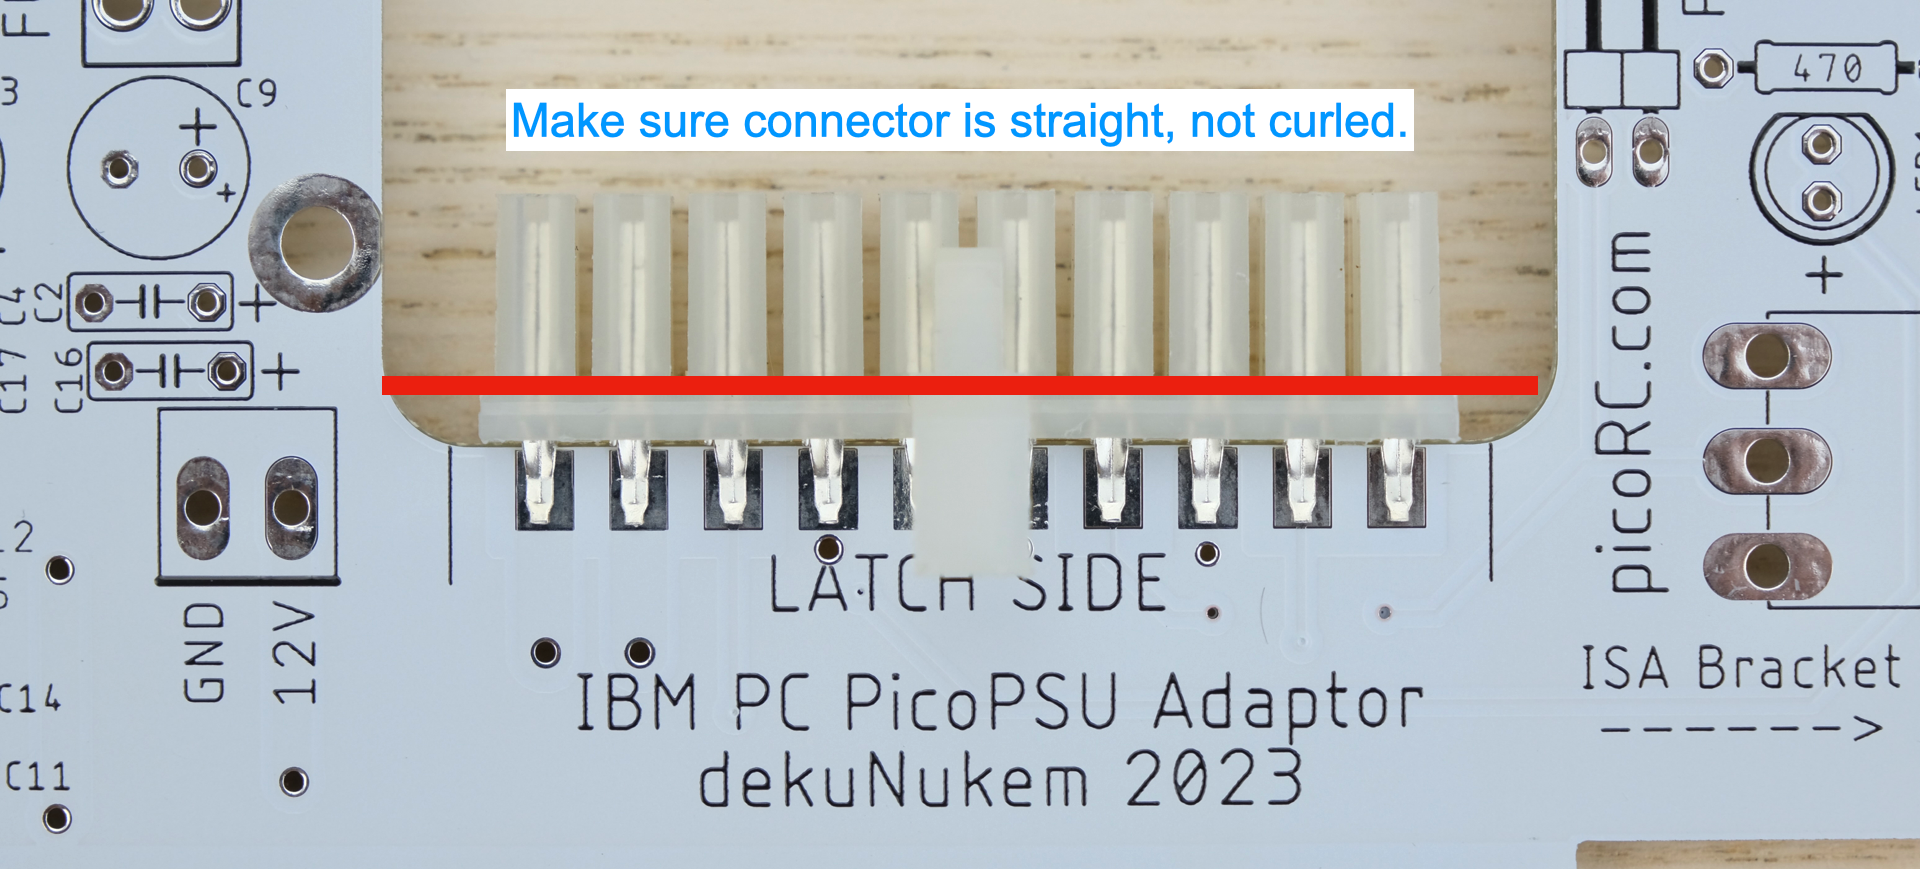 Make sure connector is straight, not curled.
C9
+
+
470
3
C4
C2
+
C17
C16
+
+
picoRC.com
GND
12V
LATCH SIDE
IBM PC PicoPSU Adaptor
dekuNukem 2023
ISA Bracket
------>
C14
C11